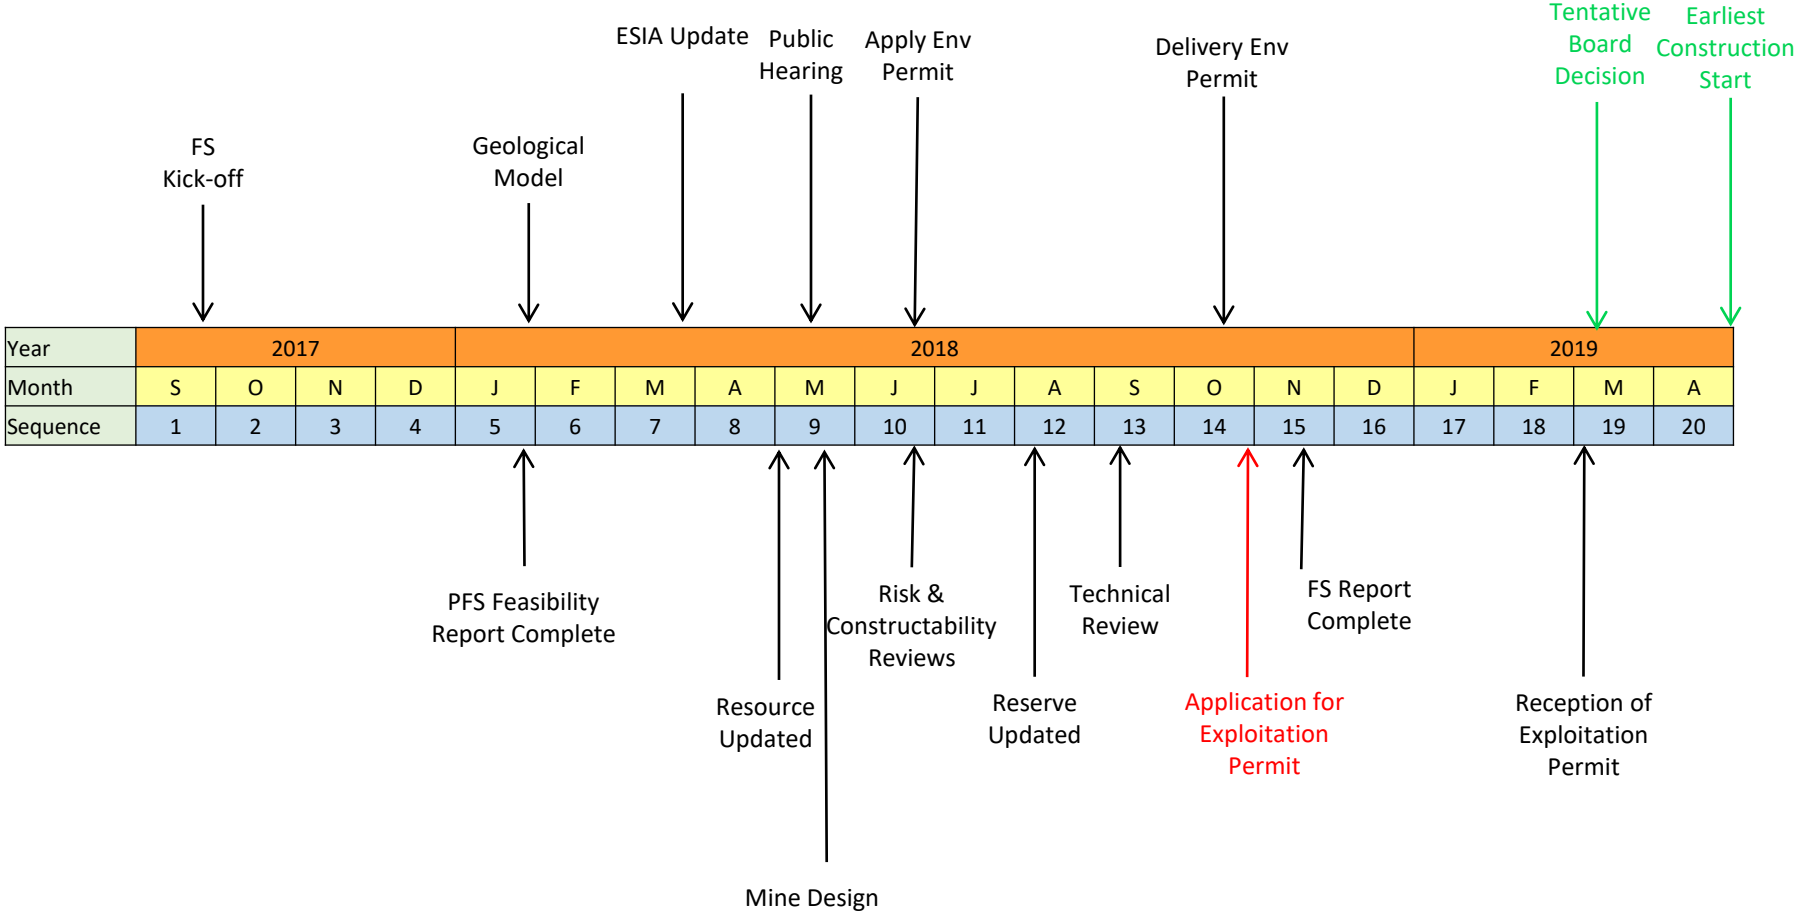 Tentative
Board
Decision
Earliest
Construction
Start
ESIA Update
Public
Hearing
Apply Env
Permit
Delivery Env
Permit
FS
Kick-off
Geological
Model
Year 2017 2018 2019
Month S O N D J F M A M J J A S O N D J F M A
Sequence 1 2 3 4 5 6 7 8 9 10 11 12 13 14 15 16 17 18 19 20
PFS Feasibility
Report Complete
Risk &
Constructability
Reviews
Technical
Review
FS Report
Complete
Resource
Updated
Reserve
Updated
Application for
Exploitation
Permit
Reception of
Exploitation
Permit
Mine Design